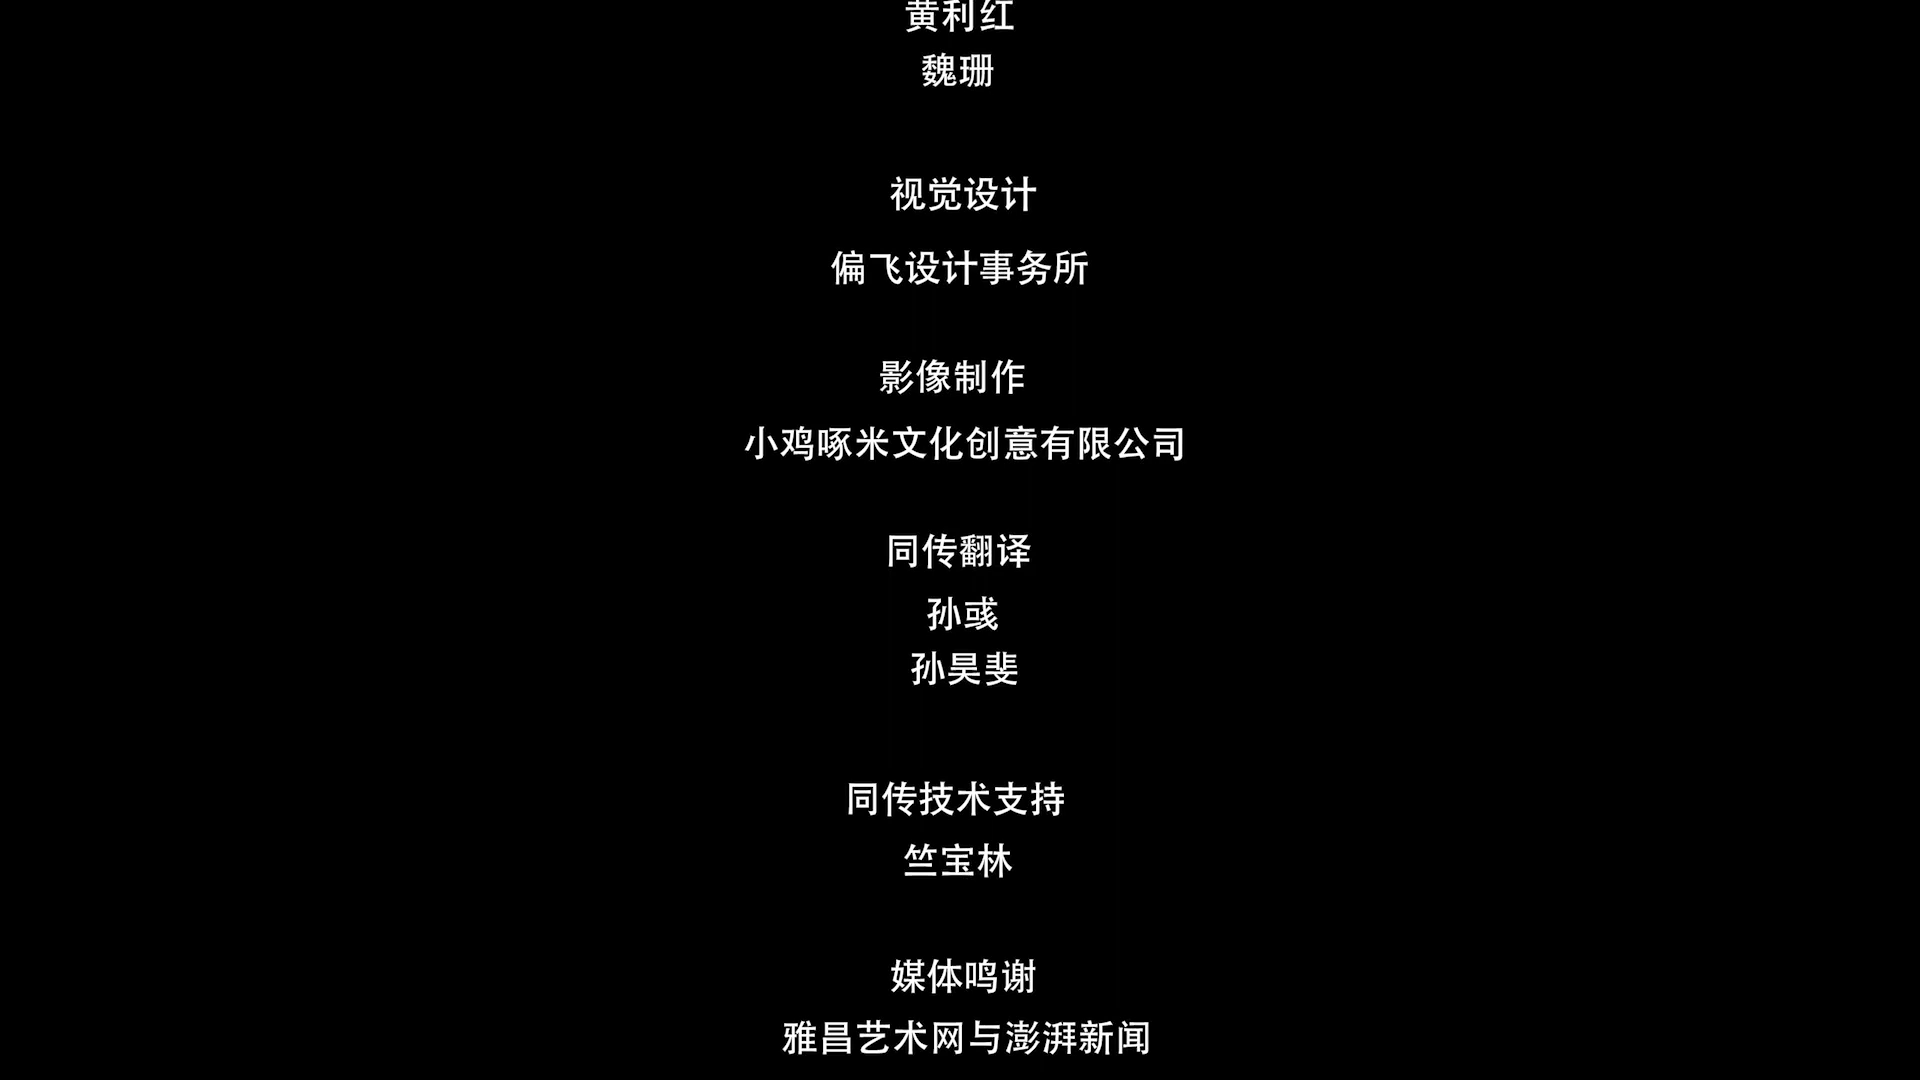 黄利红
魏珊
视觉设计
偏飞设计事务所
影像制作
小鸡啄米文化创意有限公司
同传翻译
孙彧
孙昊斐
同传技术支持
竺宝林
媒体鸣谢
雅昌艺术网与澎湃新闻